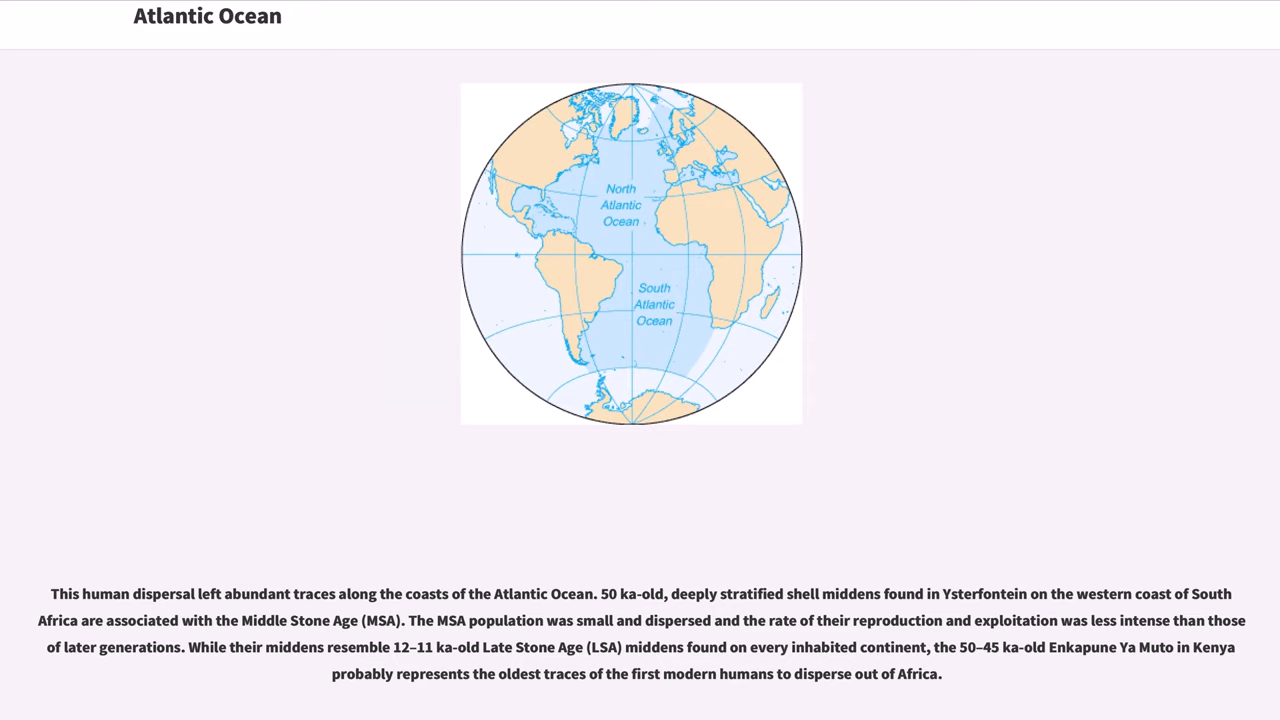 Atlantic Ocean
North
Atlantic
Ocean
South
Atlantic
Ocean
This human dispersal left abundant traces along the coasts of the Atlantic Ocean. 50 ka-old, deeply stratified shell middens found in Ysterfontein on the western coast of South
Africa are associated with the Middle Stone Age (MSA). The MSA population was small and dispersed and the rate of their reproduction and exploitation was less intense than those
of later generations. While their middens resemble 12–11 ka-old Late Stone Age (LSA) middens found on every inhabited continent, the 50–45 ka-old Enkapune Ya Muto in Kenya
probably represents the oldest traces of the first modern humans to disperse out of Africa.